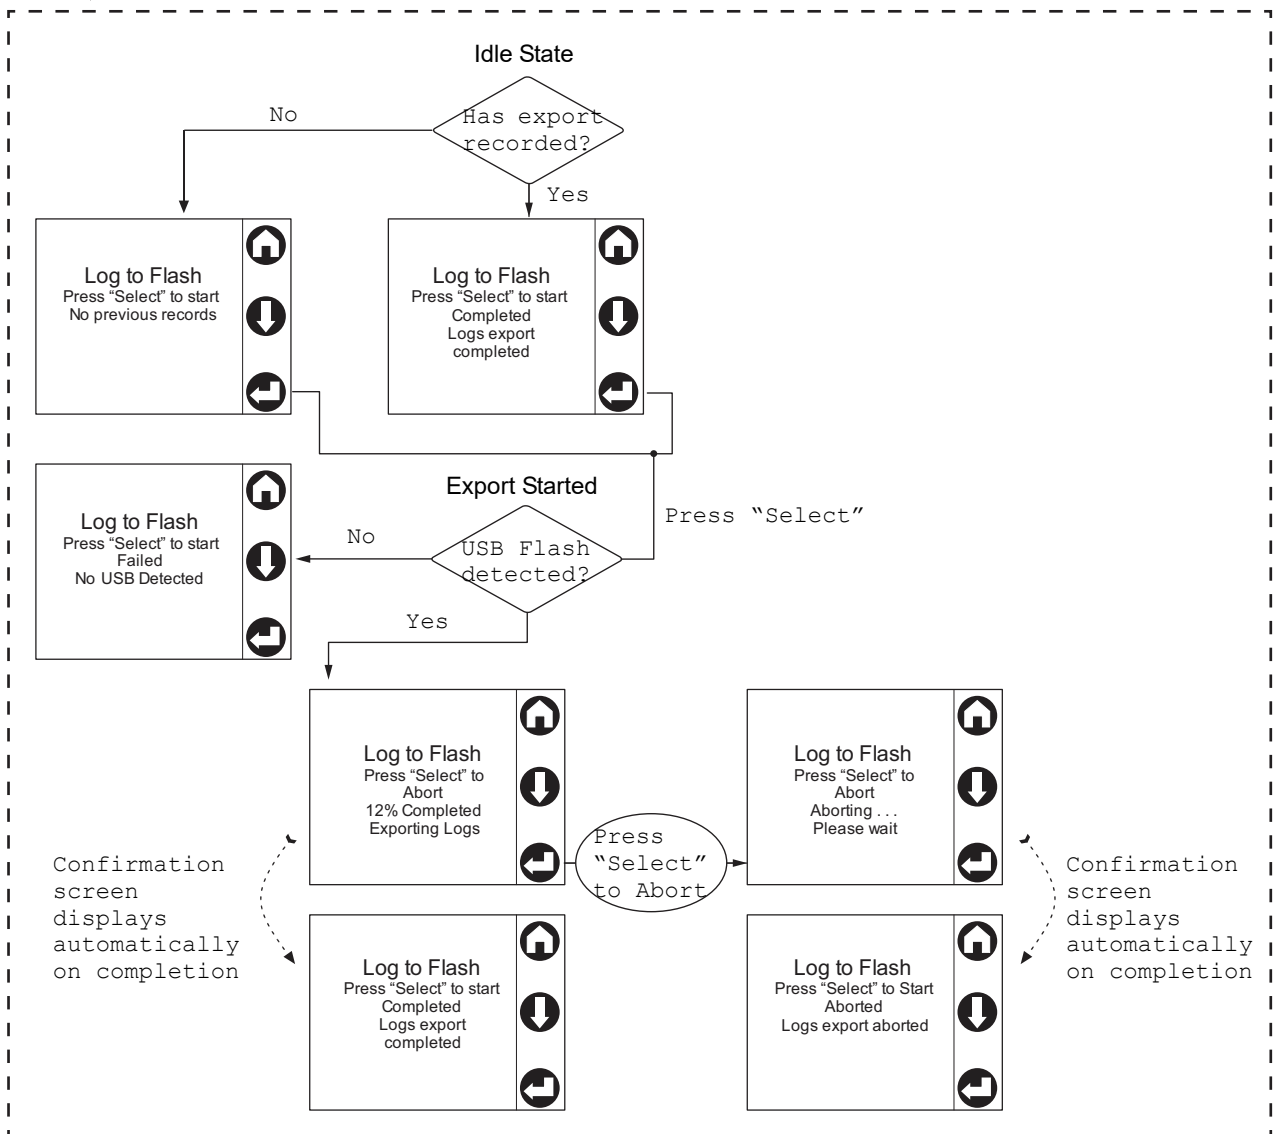 Idle State
No
Has export
recorded?
Yes
Log to Flash
Press “Select” to start
No previous records
Log to Flash
Press “Select” to start
Completed
Logs export
completed
Export Started
Press “Select”
Log to Flash
Press “Select” to start
Failed
No USB Detected
No
USB Flash
detected?
Yes
Log to Flash
Press “Select” to
Abort
12% Completed
Exporting Logs
Press
“Select”
to Abort
Log to Flash
Press “Select” to
Abort
Aborting . . .
Please wait
Confirmation
screen
displays
automatically
on completion
Confirmation
screen
displays
automatically
on completion
Log to Flash
Press “Select” to start
Completed
Logs export
completed
Log to Flash
Press “Select” to Start
Aborted
Logs export aborted